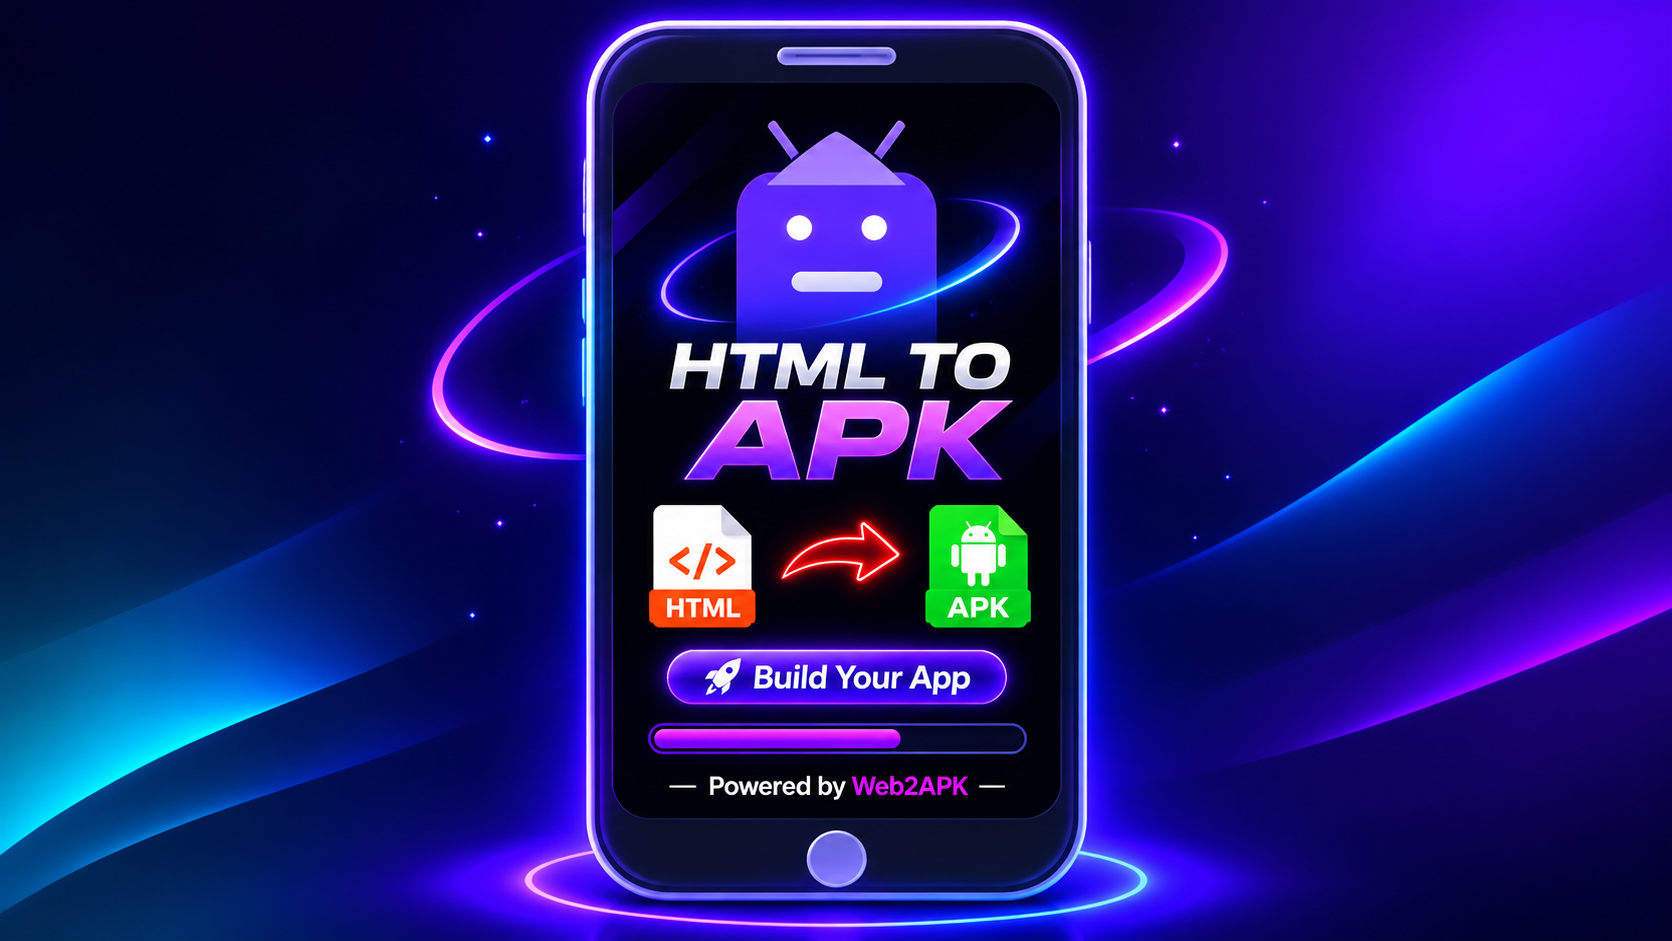 HTML TO
APK
</>
HTML
APK
Build Your App
— Powered by Web2APK —